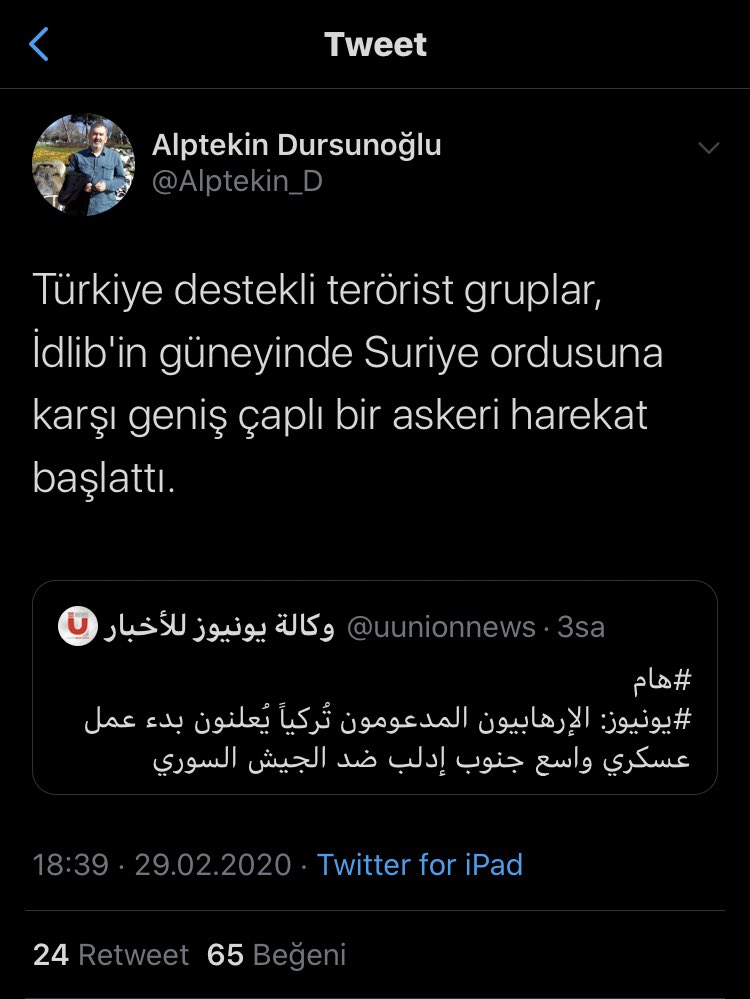 Tweet
Alptekin Dursunoğlu
@Alptekin_D
Türkiye destekli terörist gruplar,
İdlib'in güneyinde Suriye ordusuna
karşı geniş çaplı bir askeri harekat
başlattı.
وكالة يونيوز للأخبار @uunionnews · 3sa
#هام
#يونيوز: الإرهابيون المدعومون تُركياً يُعلنون بدء عمل
عسكري واسع جنوب إدلب ضد الجيش السوري
18:39 · 29.02.2020 · Twitter for iPad
24 Retweet 65 Beğeni